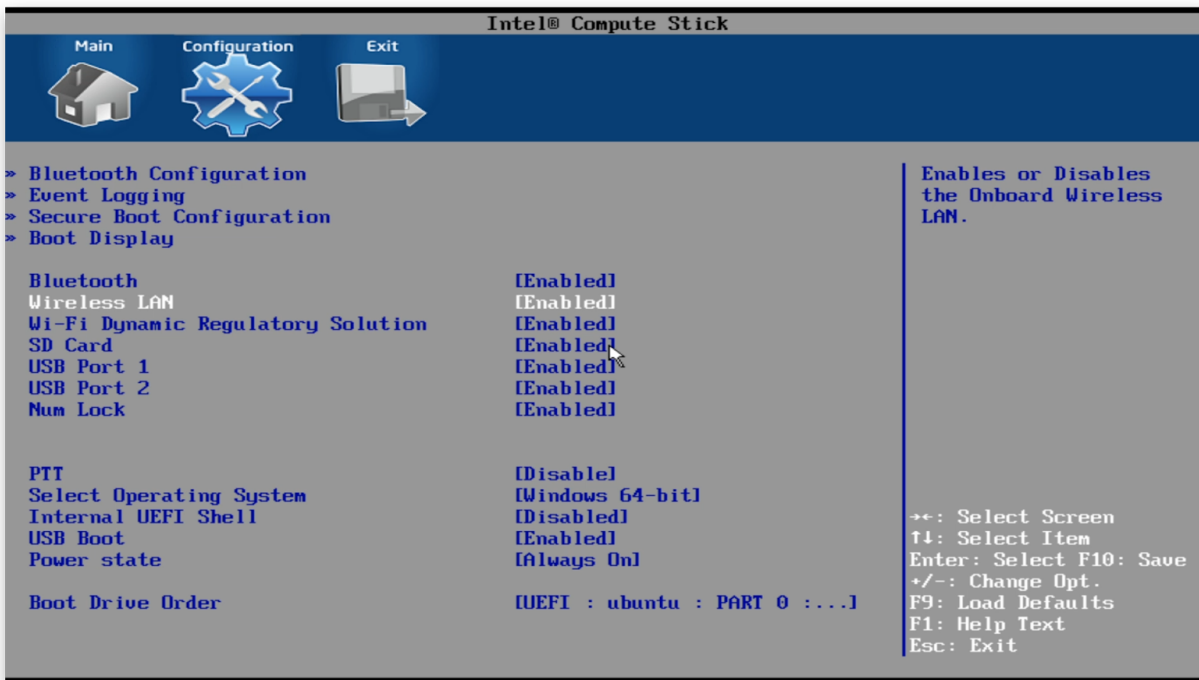 Intel® Compute Stick
Main Configuration Exit
» Bluetooth Configuration
» Event Logging
» Secure Boot Configuration
» Boot Display
Bluetooth [Enabled]
Wireless LAN [Enabled]
Wi-Fi Dynamic Regulatory Solution [Enabled]
SD Card [Enabled]
USB Port 1 [Enabled]
USB Port 2 [Enabled]
Num Lock [Enabled]
PTT [Disable]
Select Operating System [Windows 64-bit]
Internal UEFI Shell [Disabled]
USB Boot [Enabled]
Power state [Always On]
Boot Drive Order [UEFI : ubuntu : PART 0 :...]
Enables or Disables
the Onboard Wireless
LAN.
→←: Select Screen
↑↓: Select Item
Enter: Select F10: Save
+/-: Change Opt.
F9: Load Defaults
F1: Help Text
Esc: Exit